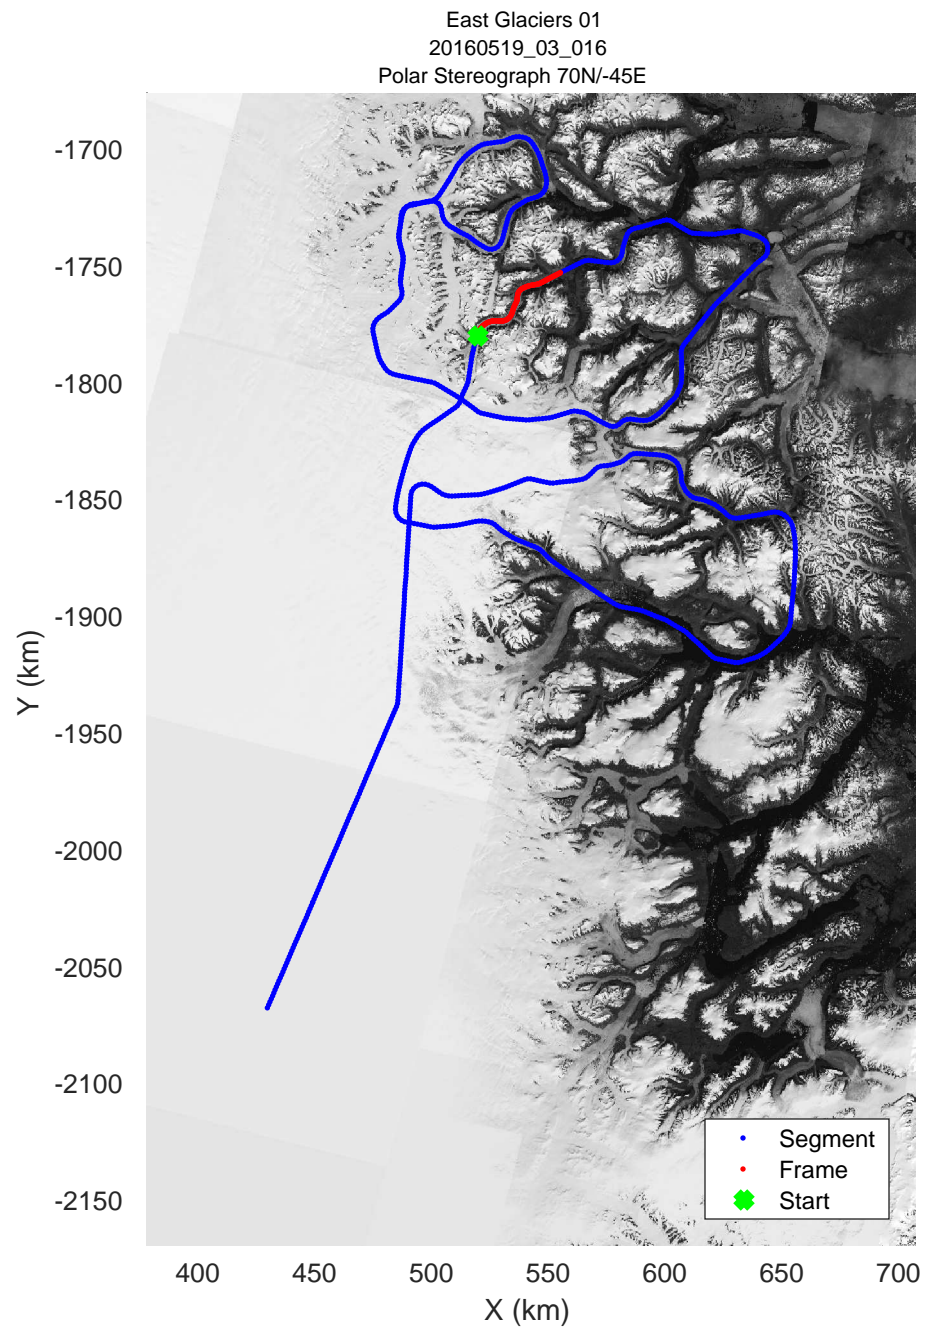 East Glaciers 01
20160519_03_016
Polar Stereograph 70N/-45E
-1700
-1750
-1800
-1850
-1900
-1950
-2000
-2050
-2100
-2150
Y (km)
Segment
Frame
Start
400 450 500 550 600 650 700
X (km)